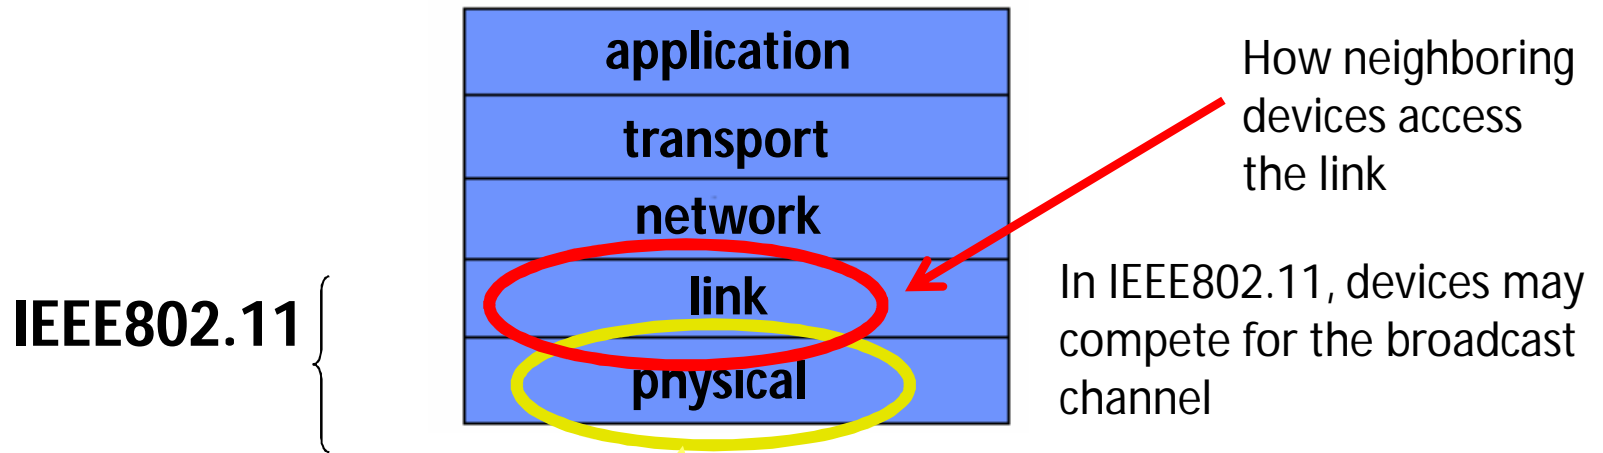 application
transport
network
link
physical
IEEE802.11
How neighboring
devices access
the link
In IEEE802.11, devices may
compete for the broadcast
channel